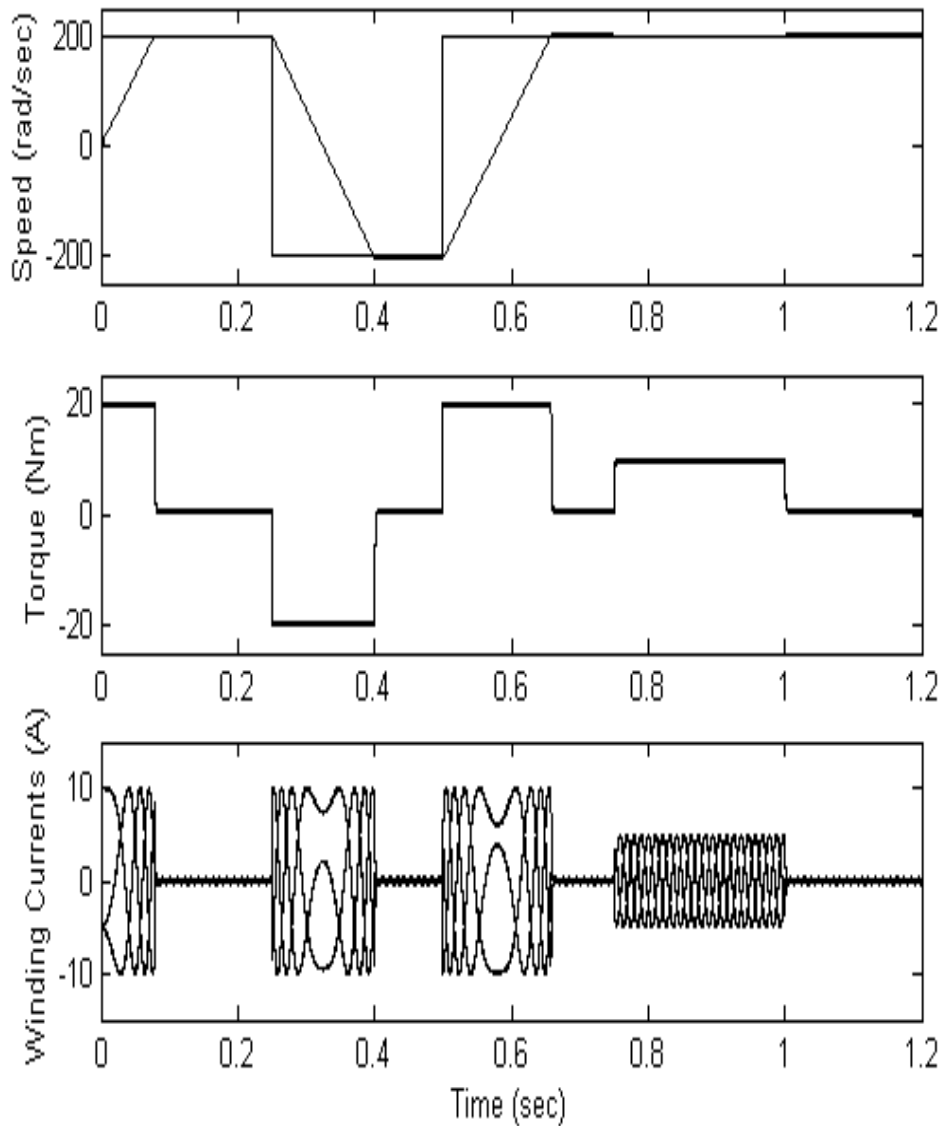 Speed (rad/sec)
200
0
-200
0 0.2 0.4 0.6 0.8 1 1.2
Torque (Nm)
20
0
-20
0 0.2 0.4 0.6 0.8 1 1.2
Winding Currents (A)
10
0
-10
0 0.2 0.4 0.6 0.8 1 1.2
Time (sec)